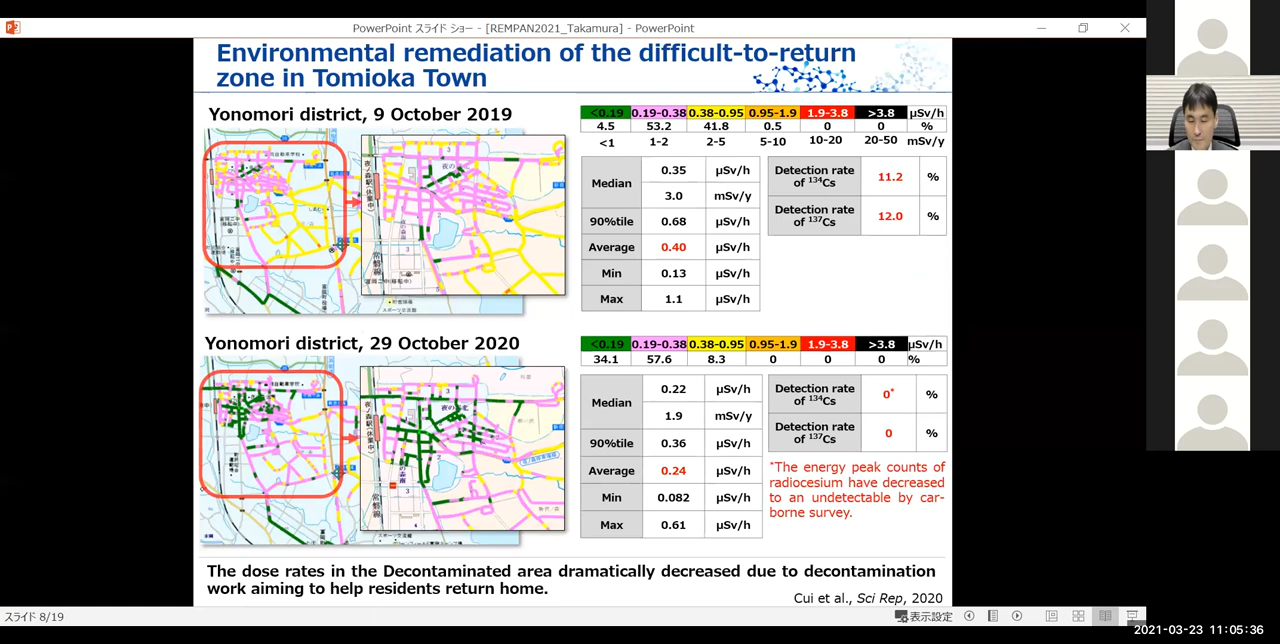 PowerPoint スライド ショー - [REMPAN2021_Takamura] - PowerPoint
Environmental remediation of the difficult-to-return
zone in Tomioka Town
Yonomori district, 9 October 2019
<0.19 0.19-0.38 0.38-0.95 0.95-1.9 1.9-3.8 >3.8 μSv/h
4.5 53.2 41.8 0.5 0 0 %
<1 1-2 2-5 5-10 10-20 20-50 mSv/y
Median 0.35 μSv/h
3.0 mSv/y
90%tile 0.68 μSv/h
Average 0.40 μSv/h
Min 0.13 μSv/h
Max 1.1 μSv/h
Detection rate
of ¹³⁴Cs 11.2 %
Detection rate
of ¹³⁷Cs 12.0 %
Yonomori district, 29 October 2020
<0.19 0.19-0.38 0.38-0.95 0.95-1.9 1.9-3.8 >3.8 μSv/h
34.1 57.6 8.3 0 0 0 %
Median 0.22 μSv/h
1.9 mSv/y
90%tile 0.36 μSv/h
Average 0.24 μSv/h
Min 0.082 μSv/h
Max 0.61 μSv/h
Detection rate
of ¹³⁴Cs 0* %
Detection rate
of ¹³⁷Cs 0 %
*The energy peak counts of
radiocesium have decreased
to an undetectable by car-
borne survey.
The dose rates in the Decontaminated area dramatically decreased due to decontamination
work aiming to help residents return home.
Cui et al., Sci Rep, 2020
スライド 8/19
表示設定
2021-03-23 11:05:36